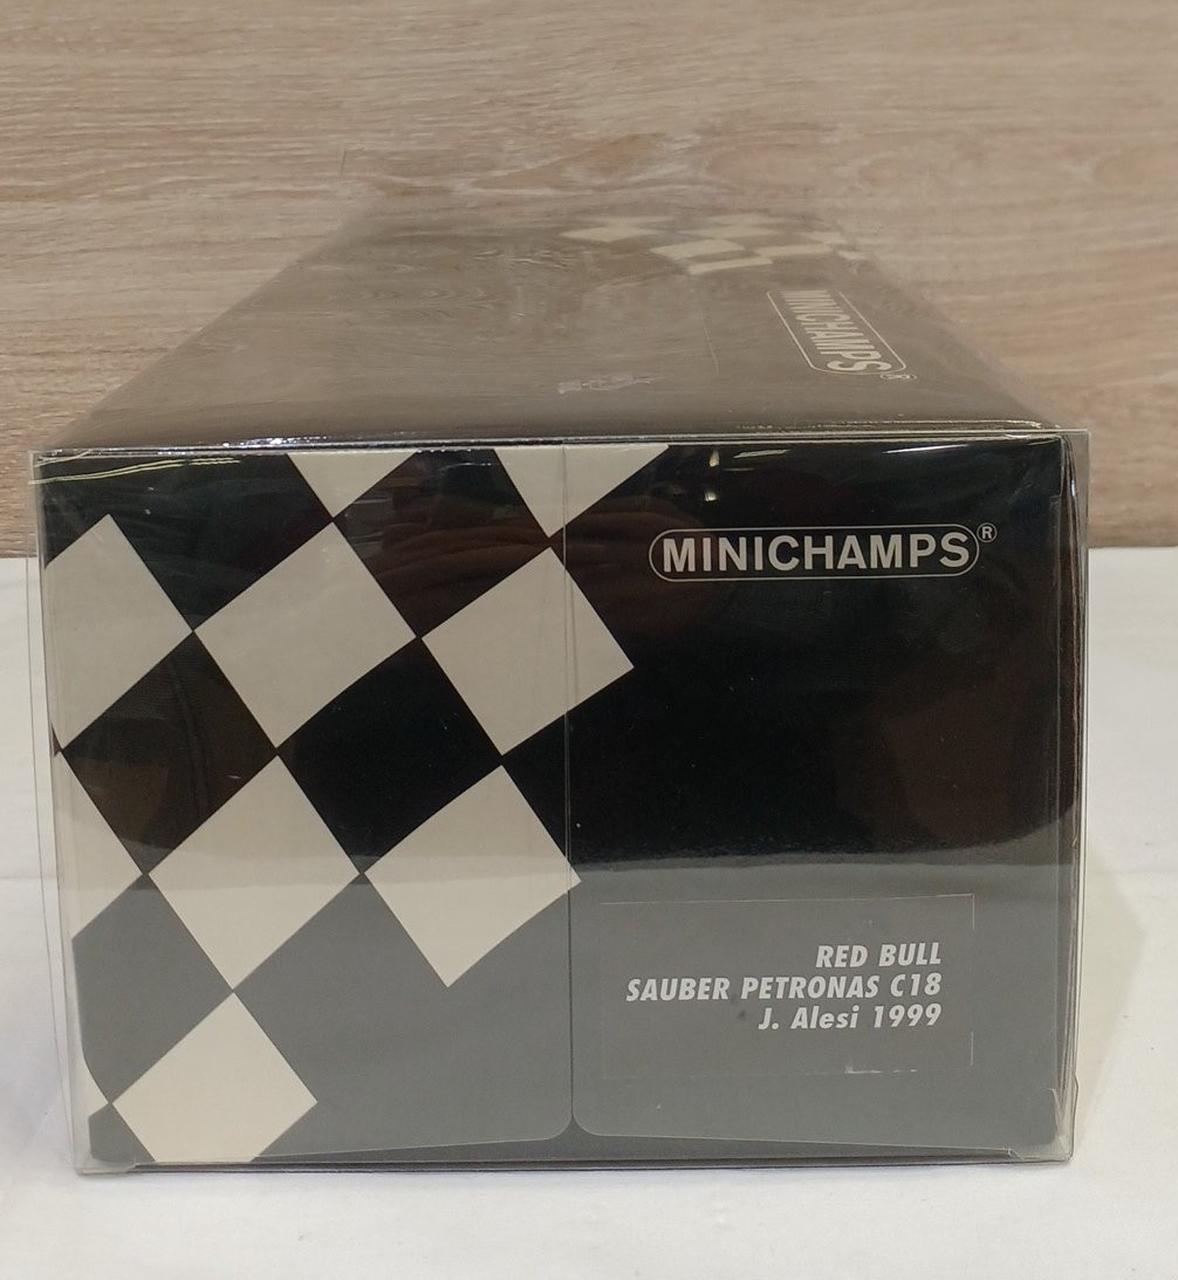 MINICHAMPS®
MINICHAMPS®
RED BULL
SAUBER PETRONAS C18
J. Alesi 1999